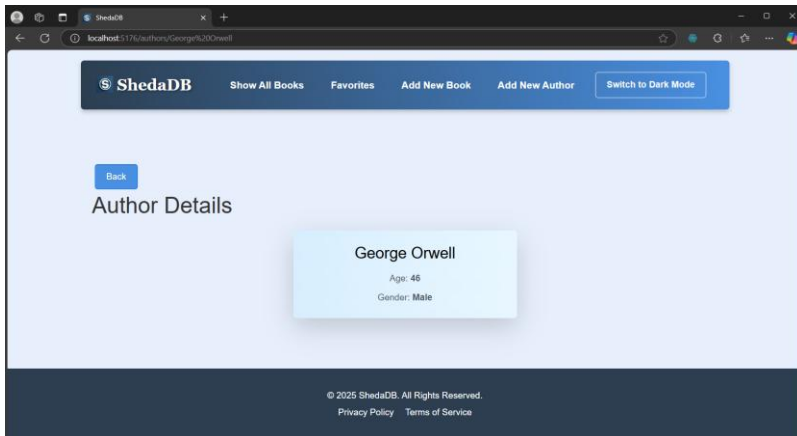 ShedaDB
localhost:5176/authors/George%20Orwell
ShedaDB Show All Books Favorites Add New Book Add New Author Switch to Dark Mode
Back
Author Details
George Orwell
Age: 46
Gender: Male
© 2025 ShedaDB. All Rights Reserved.
Privacy Policy Terms of Service